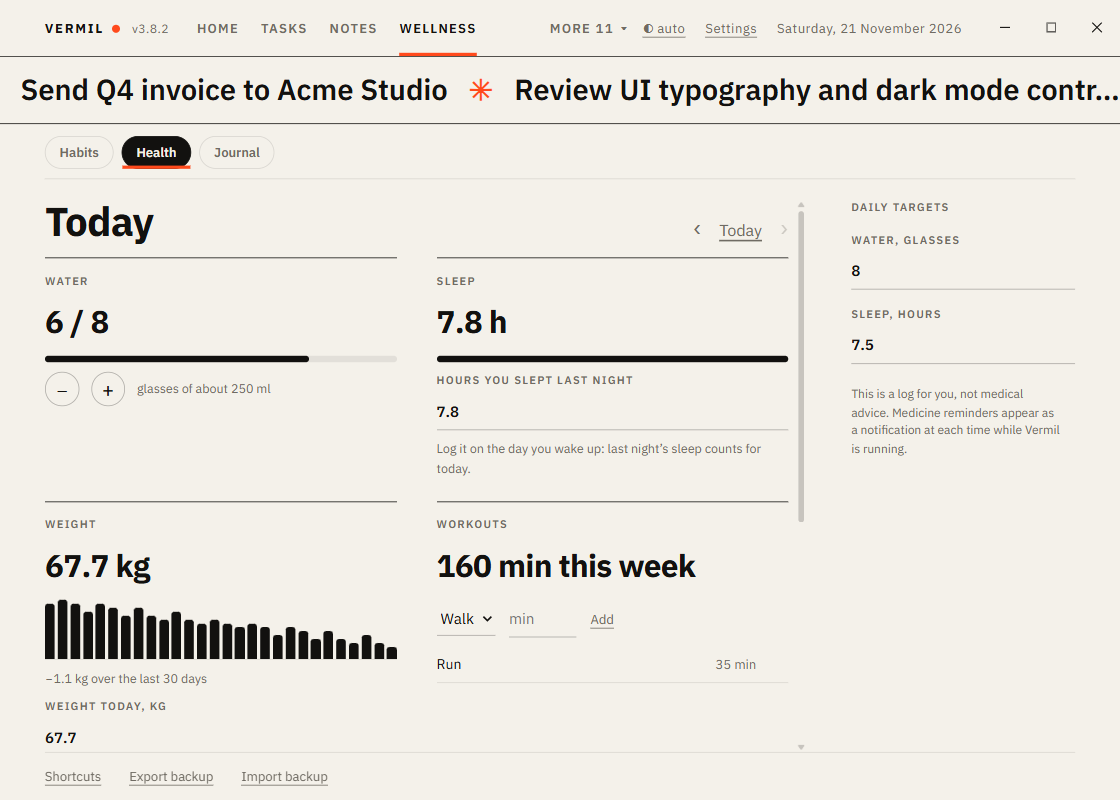 VERMIL v3.8.2 HOME TASKS NOTES WELLNESS MORE 11 auto Settings Saturday, 21 November 2026
Send Q4 invoice to Acme Studio ✳ Review UI typography and dark mode contr...
Habits Health Journal
Today
‹ Today ›
WATER
6 / 8
− + glasses of about 250 ml
SLEEP
7.8 h
HOURS YOU SLEPT LAST NIGHT
7.8
Log it on the day you wake up: last night’s sleep counts for
today.
WEIGHT
67.7 kg
−1.1 kg over the last 30 days
WEIGHT TODAY, KG
67.7
WORKOUTS
160 min this week
Walk min Add
Run 35 min
DAILY TARGETS
WATER, GLASSES
8
SLEEP, HOURS
7.5
This is a log for you, not medical
advice. Medicine reminders appear as
a notification at each time while Vermil
is running.
Shortcuts Export backup Import backup